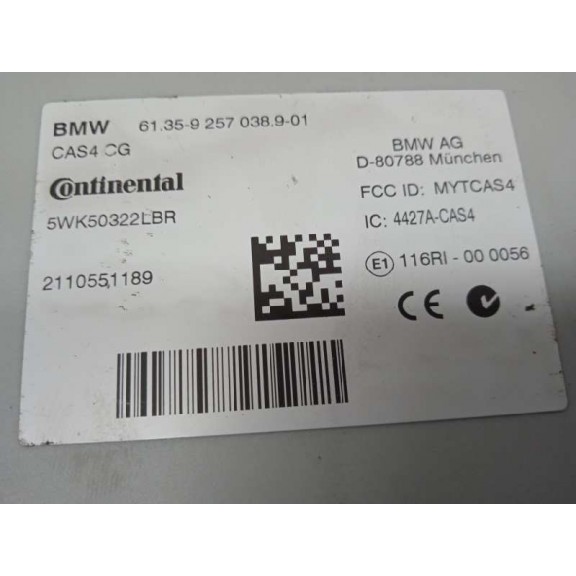 BMW 61.35-9 257 038.9-01
CAS4 CG
Continental
5WK50322LBR
2110551189
BMW AG
D-80788 München
FCC ID: MYTCAS4
IC: 4427A-CAS4
E1 116RI - 00 0056
CE